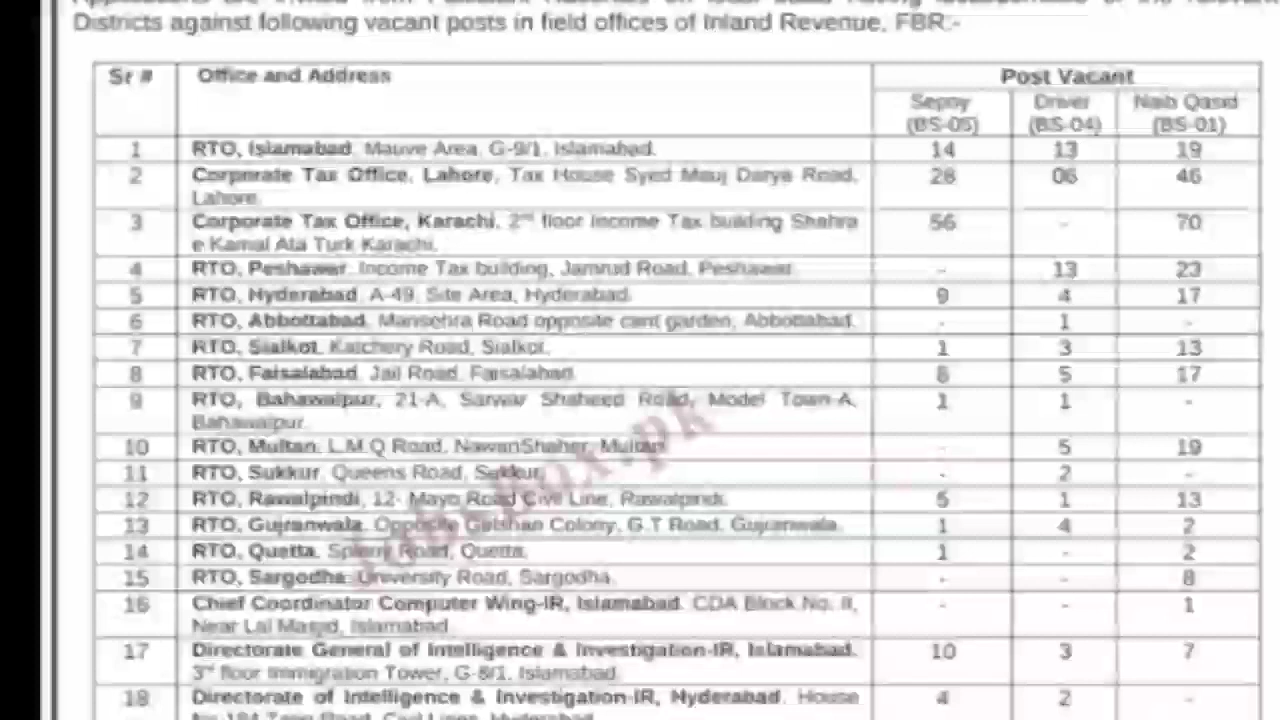 Districts against following vacant posts in field offices of Inland Revenue, FBR:-
Sr # Office and Address Post Vacant
Sepoy (BS-05) Driver (BS-04) Naib Qasid (BS-01)
1 RTO, Islamabad, Mauve Area, G-9/1, Islamabad. 14 13 19
2 Corporate Tax Office, Lahore, Tax House Syed Mauj Darya Road, 28 06 46
Lahore.
3 Corporate Tax Office, Karachi, 2nd floor Income Tax building Shahra 56 - 70
e Kamal Ata Turk Karachi.
4 RTO, Peshawar, Income Tax building, Jamrud Road, Peshawar. - 13 23
5 RTO, Hyderabad, A-49, Site Area, Hyderabad. 9 4 17
6 RTO, Abbottabad, Mansehra Road opposite cant garden, Abbottabad. - 1 -
7 RTO, Sialkot, Katchery Road, Sialkot. 1 3 13
8 RTO, Faisalabad, Jail Road, Faisalabad. 5 17
9 RTO, Bahawalpur, 21-A, Sarwar Shaheed Road, Model Town-A, 1 1 -
Bahawalpur.
10 RTO, Multan, L.M.Q Road, NawanShaher, Multan - 5 19
11 RTO, Sukkur, Queens Road, Sukkur. - 2 -
12 RTO, Rawalpindi, 12- Mayo Road Civil Line, Rawalpindi. 5 1 13
13 RTO, Gujranwala, Opposite Gulshan Colony, G.T Road, Gujranwala. 1 4 2
14 RTO, Quetta, Spinny Road, Quetta. 1 - 2
15 RTO, Sargodha, University Road, Sargodha. - - 8
16 Chief Coordinator Computer Wing-IR, Islamabad, CDA Block No. II, - - 1
Near Lal Masjid, Islamabad
17 Directorate General of Intelligence & Investigation-IR, Islamabad, 10 3 7
3rd floor Immigration Tower, Islamabad.
18 Directorate of Intelligence & Investigation-IR, Hyderabad, House 4 2 -